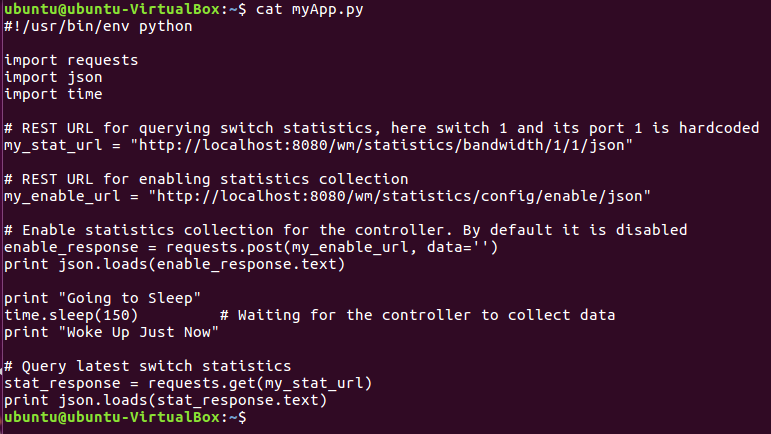 ubuntu@ubuntu-VirtualBox:~$ cat myApp.py
#!/usr/bin/env python
import requests
import json
import time
# REST URL for querying switch statistics, here switch 1 and its port 1 is hardcoded
my_stat_url = "http://localhost:8080/wm/statistics/bandwidth/1/1/json"
# REST URL for enabling statistics collection
my_enable_url = "http://localhost:8080/wm/statistics/config/enable/json"
# Enable statistics collection for the controller. By default it is disabled
enable_response = requests.post(my_enable_url, data='')
print json.loads(enable_response.text)
print "Going to Sleep"
time.sleep(150)          # Waiting for the controller to collect data
print "Woke Up Just Now"
# Query latest switch statistics
stat_response = requests.get(my_stat_url)
print json.loads(stat_response.text)
ubuntu@ubuntu-VirtualBox:~$